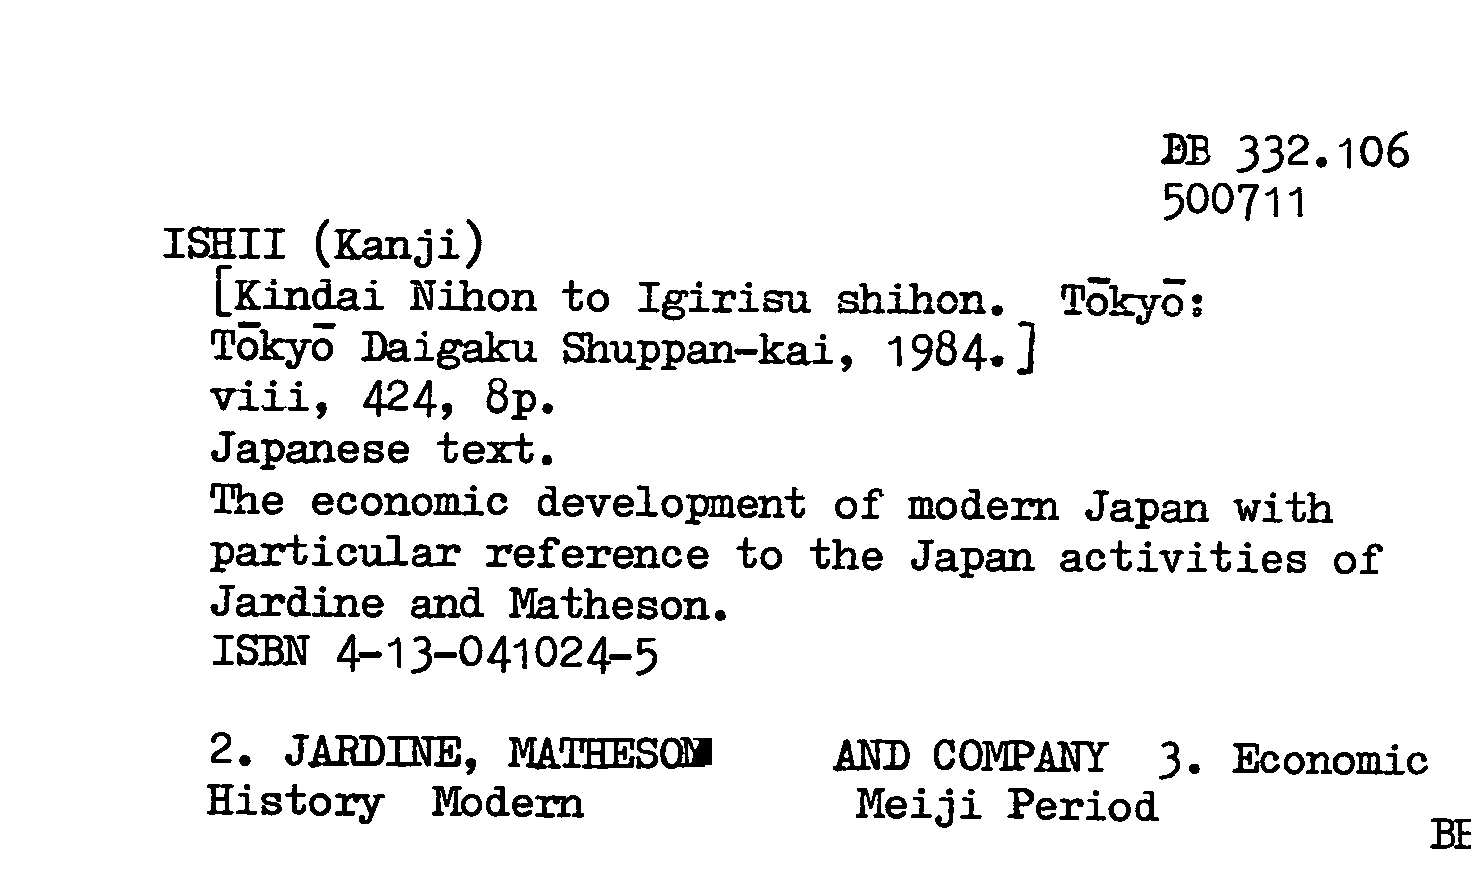 DB 332.106
500711
ISHII (Kanji)
[Kindai Nihon to Igirisu shihon. Tōkyō:
Tōkyō Daigaku Shuppan-kai, 1984.]
viii, 424, 8p.
Japanese text.
The economic development of modern Japan with
particular reference to the Japan activities of
Jardine and Matheson.
ISBN 4-13-041024-5
2. JARDINE, MATHESON AND COMPANY 3. Economic
History Modern Meiji Period